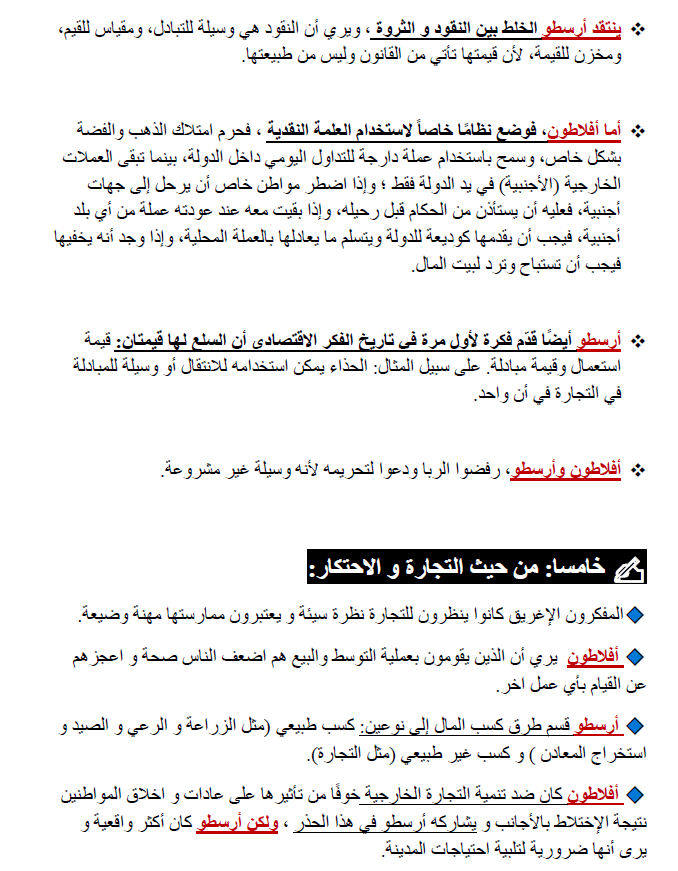 ❖ ينتقد أرسطو الخلط بين النقود و الثروة ، ويري أن النقود هي وسيلة للتبادل، ومقياس للقيم،
ومخزن للقيمة، لأن قيمتها تأتي من القانون وليس من طبيعتها.
❖ أما أفلاطون، فوضع نظامًا خاصاً لاستخدام العلمة النقدية ، فحرم امتلاك الذهب والفضة
بشكل خاص، وسمح باستخدام عملة دارجة للتداول اليومي داخل الدولة، بينما تبقى العملات
الخارجية (الأجنبية) في يد الدولة فقط ؛ وإذا اضطر مواطن خاص أن يرحل إلى جهات
أجنبية، فعليه أن يستأذن من الحكام قبل رحيله، وإذا بقيت معه عند عودته عملة من أي بلد
أجنبية، فيجب أن يقدمها كوديعة للدولة ويتسلم ما يعادلها بالعملة المحلية، وإذا وجد أنه يخفيها
فيجب أن تستباح وترد لبيت المال.
❖ أرسطو أيضًا قدّم فكرة لأول مرة في تاريخ الفكر الاقتصادى أن السلع لها قيمتان: قيمة
استعمال وقيمة مبادلة. على سبيل المثال: الحذاء يمكن استخدامه للانتقال أو وسيلة للمبادلة
في التجارة في أن واحد.
❖ أفلاطون وأرسطو، رفضوا الربا ودعوا لتحريمه لأنه وسيلة غير مشروعة.
خامسا: من حيث التجارة و الاحتكار:
المفكرون الإغريق كانوا ينظرون للتجارة نظرة سيئة و يعتبرون ممارستها مهنة وضيعة.
أفلاطون يري أن الذين يقومون بعملية التوسط والبيع هم اضعف الناس صحة و اعجزهم
عن القيام بأي عمل اخر.
أرسطو قسم طرق كسب المال إلى نوعين: كسب طبيعي (مثل الزراعة و الرعي و الصيد و
استخراج المعادن ) و كسب غير طبيعي (مثل التجارة).
أفلاطون كان ضد تنمية التجارة الخارجية خوفًا من تأثيرها على عادات و اخلاق المواطنين
نتيجة الإختلاط بالأجانب و يشاركه أرسطو في هذا الحذر ، ولكن أرسطو كان أكثر واقعية و
يرى أنها ضرورية لتلبية احتياجات المدينة.